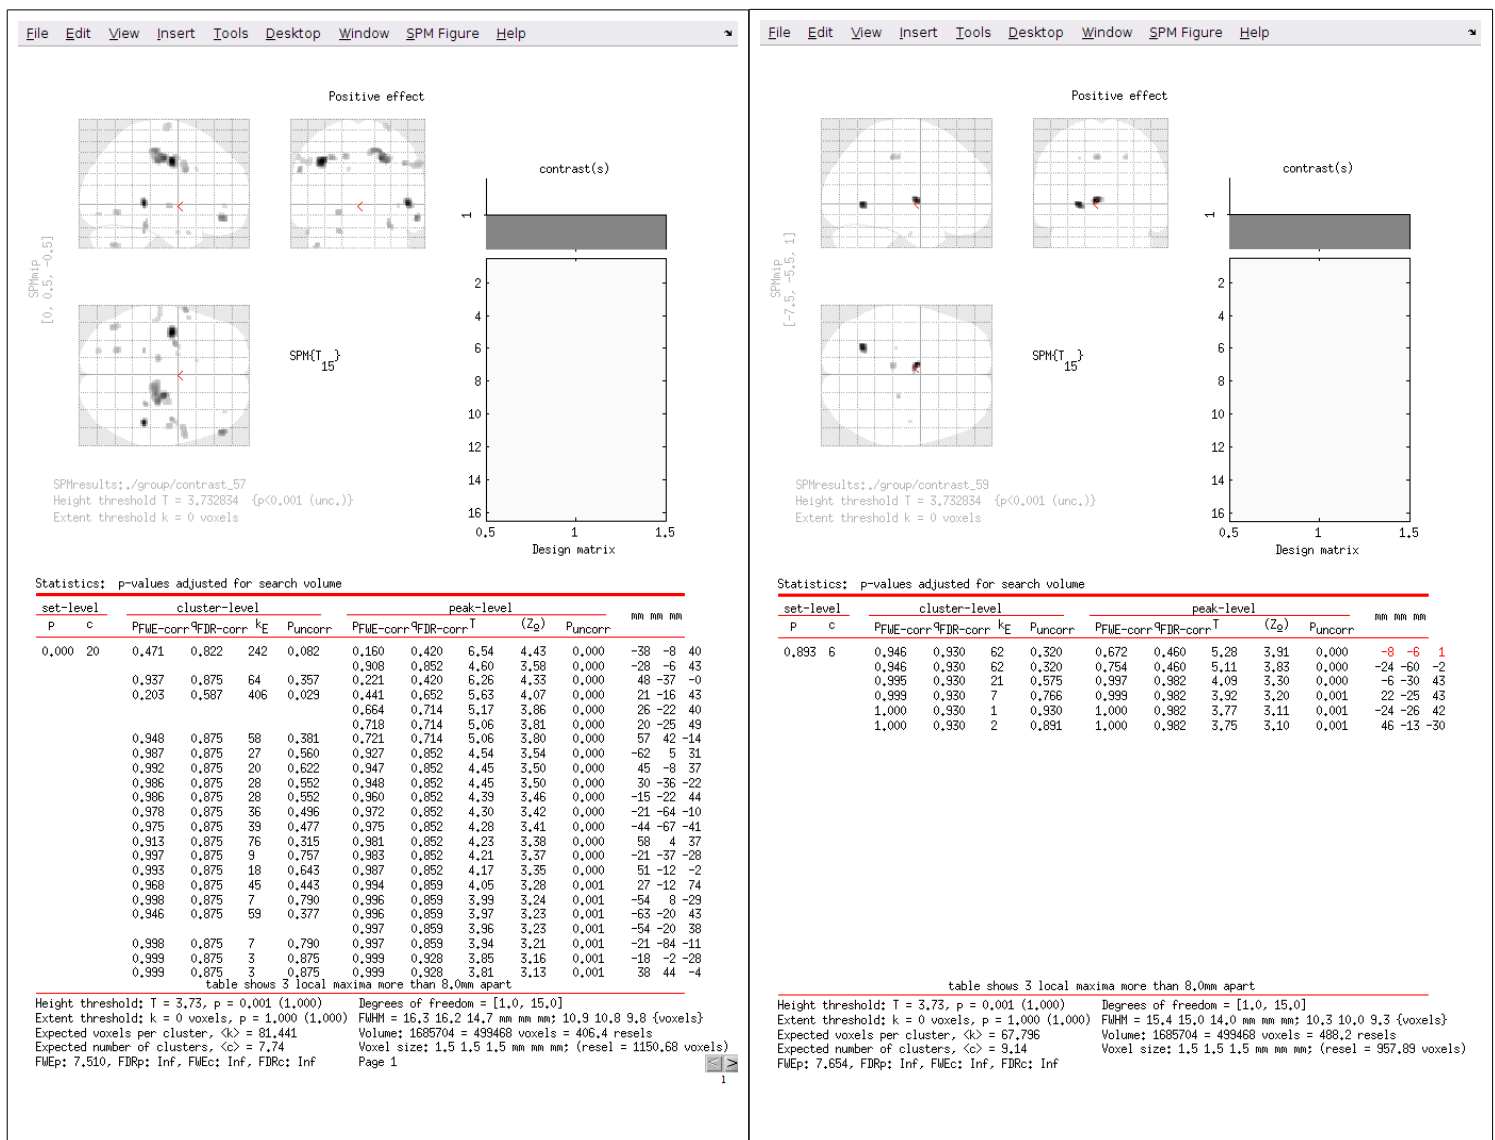 File Edit View Insert Tools Desktop Window SPM Figure Help
Positive effect
SPMmip
[0, 0.5, -0.5]
contrast(s)
1
SPM{T15}
2
4
6
8
10
12
14
16
0.5 1 1.5
Design matrix
SPMresults:./group/contrast_57
Height threshold T = 3.732834 {p<0.001 (unc.)}
Extent threshold k = 0 voxels
Statistics: p-values adjusted for search volume
set-level cluster-level peak-level mm mm mm
p c PFWE-corr qFDR-corr kE Puncorr PFWE-corr qFDR-corr T (Z≡) Puncorr
0.000 20 0.471 0.822 242 0.082 0.160 0.420 6.54 4.43 0.000 -38 -8 40
0.908 0.852 4.60 3.58 0.000 -28 -6 43
0.937 0.875 64 0.357 0.221 0.420 6.26 4.33 0.000 48 -37 -0
0.203 0.587 406 0.029 0.441 0.652 5.63 4.07 0.000 21 -16 43
0.664 0.714 5.17 3.86 0.000 26 -22 40
0.718 0.714 5.06 3.81 0.000 20 -25 49
0.948 0.875 58 0.381 0.721 0.714 5.06 3.80 0.000 57 42 -14
0.987 0.875 27 0.560 0.927 0.852 4.54 3.54 0.000 -62 5 31
0.992 0.875 20 0.622 0.947 0.852 4.45 3.50 0.000 45 -8 37
0.986 0.875 28 0.552 0.948 0.852 4.45 3.50 0.000 30 -36 -22
0.986 0.875 28 0.552 0.960 0.852 4.39 3.46 0.000 -15 -22 44
0.978 0.875 36 0.496 0.972 0.852 4.30 3.42 0.000 -21 -64 -10
0.975 0.875 39 0.477 0.975 0.852 4.28 3.41 0.000 -44 -67 -41
0.913 0.875 76 0.315 0.981 0.852 4.23 3.38 0.000 58 4 37
0.997 0.875 9 0.757 0.983 0.852 4.21 3.37 0.000 -21 -37 -28
0.993 0.875 18 0.643 0.987 0.852 4.17 3.35 0.000 51 -12 -2
0.968 0.875 45 0.443 0.994 0.859 4.05 3.28 0.001 27 -12 74
0.998 0.875 7 0.790 0.996 0.859 3.99 3.24 0.001 -54 8 -29
0.946 0.875 59 0.377 0.996 0.859 3.97 3.23 0.001 -63 -20 43
0.997 0.859 3.96 3.23 0.001 -54 -20 38
0.998 0.875 7 0.790 0.997 0.859 3.94 3.21 0.001 -21 -84 -11
0.999 0.875 3 0.875 0.999 0.928 3.85 3.16 0.001 -18 -2 -28
0.999 0.875 3 0.875 0.999 0.928 3.81 3.13 0.001 38 44 -4
table shows 3 local maxima more than 8.0mm apart
Height threshold: T = 3.73, p = 0.001 (1.000) Degrees of freedom = [1.0, 15.0]
Extent threshold: k = 0 voxels, p = 1.000 (1.000) FWHM = 16.3 16.2 14.7 mm mm mm; 10.9 10.8 9.8 {voxels}
Expected voxels per cluster, <k> = 81.441 Volume: 1685704 = 499468 voxels = 406.4 resels
Expected number of clusters, <c> = 7.74 Voxel size: 1.5 1.5 1.5 mm mm mm; (resel = 1150.68 voxels)
FWEp: 7.510, FDRp: Inf, FWEc: Inf, FDRc: Inf Page 1
< >
1
File Edit View Insert Tools Desktop Window SPM Figure Help
Positive effect
SPMmip
[-7.5, -5.5, 1]
contrast(s)
1
SPM{T15}
2
4
6
8
10
12
14
16
0.5 1 1.5
Design matrix
SPMresults:./group/contrast_59
Height threshold T = 3.732834 {p<0.001 (unc.)}
Extent threshold k = 0 voxels
Statistics: p-values adjusted for search volume
set-level cluster-level peak-level mm mm mm
p c PFWE-corr qFDR-corr kE Puncorr PFWE-corr qFDR-corr T (Z≡) Puncorr
0.893 6 0.946 0.930 62 0.320 0.672 0.460 5.28 3.91 0.000 -8 -6 1
0.946 0.930 62 0.320 0.754 0.460 5.11 3.83 0.000 -24 -60 -2
0.995 0.930 21 0.575 0.997 0.982 4.09 3.30 0.000 -6 -30 43
0.999 0.930 7 0.766 0.999 0.982 3.92 3.20 0.001 22 -25 43
1.000 0.930 1 0.930 1.000 0.982 3.77 3.11 0.001 -24 -26 42
1.000 0.930 2 0.891 1.000 0.982 3.75 3.10 0.001 46 -13 -30
table shows 3 local maxima more than 8.0mm apart
Height threshold: T = 3.73, p = 0.001 (1.000) Degrees of freedom = [1.0, 15.0]
Extent threshold: k = 0 voxels, p = 1.000 (1.000) FWHM = 15.4 15.0 14.0 mm mm mm; 10.3 10.0 9.3 {voxels}
Expected voxels per cluster, <k> = 67.796 Volume: 1685704 = 499468 voxels = 488.2 resels
Expected number of clusters, <c> = 9.14 Voxel size: 1.5 1.5 1.5 mm mm mm; (resel = 957.89 voxels)
FWEp: 7.654, FDRp: Inf, FWEc: Inf, FDRc: Inf